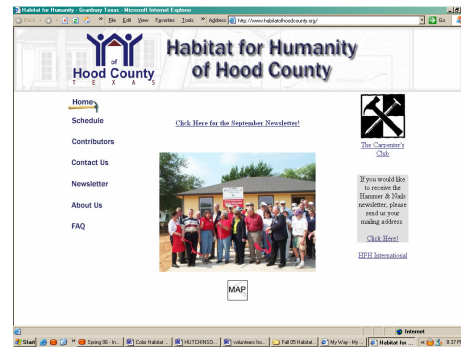 Habitat for Humanity - Granbury Texas - Microsoft Internet Explorer
Back
File Edit View Favorites Tools » Address http://www.habitatofhoodcounty.org/ Go
of
Hood County
TEXAS
Habitat for Humanity
of Hood County
Home
Schedule
Contributors
Contact Us
Newsletter
About Us
FAQ
Click Here for the September Newsletter!
MAP
The Carpenter's
Club
If you would like
to receive the
Hammer & Nails
newsletter, please
send us your
mailing address.
Click Here!
HFH International
Internet
Start » Spring 06 - In... Color Habitat ... HUTCHINSO... volunteers ho... Fall 05 Habitat... My Way - My ... Habitat for ... « 8:37 PM